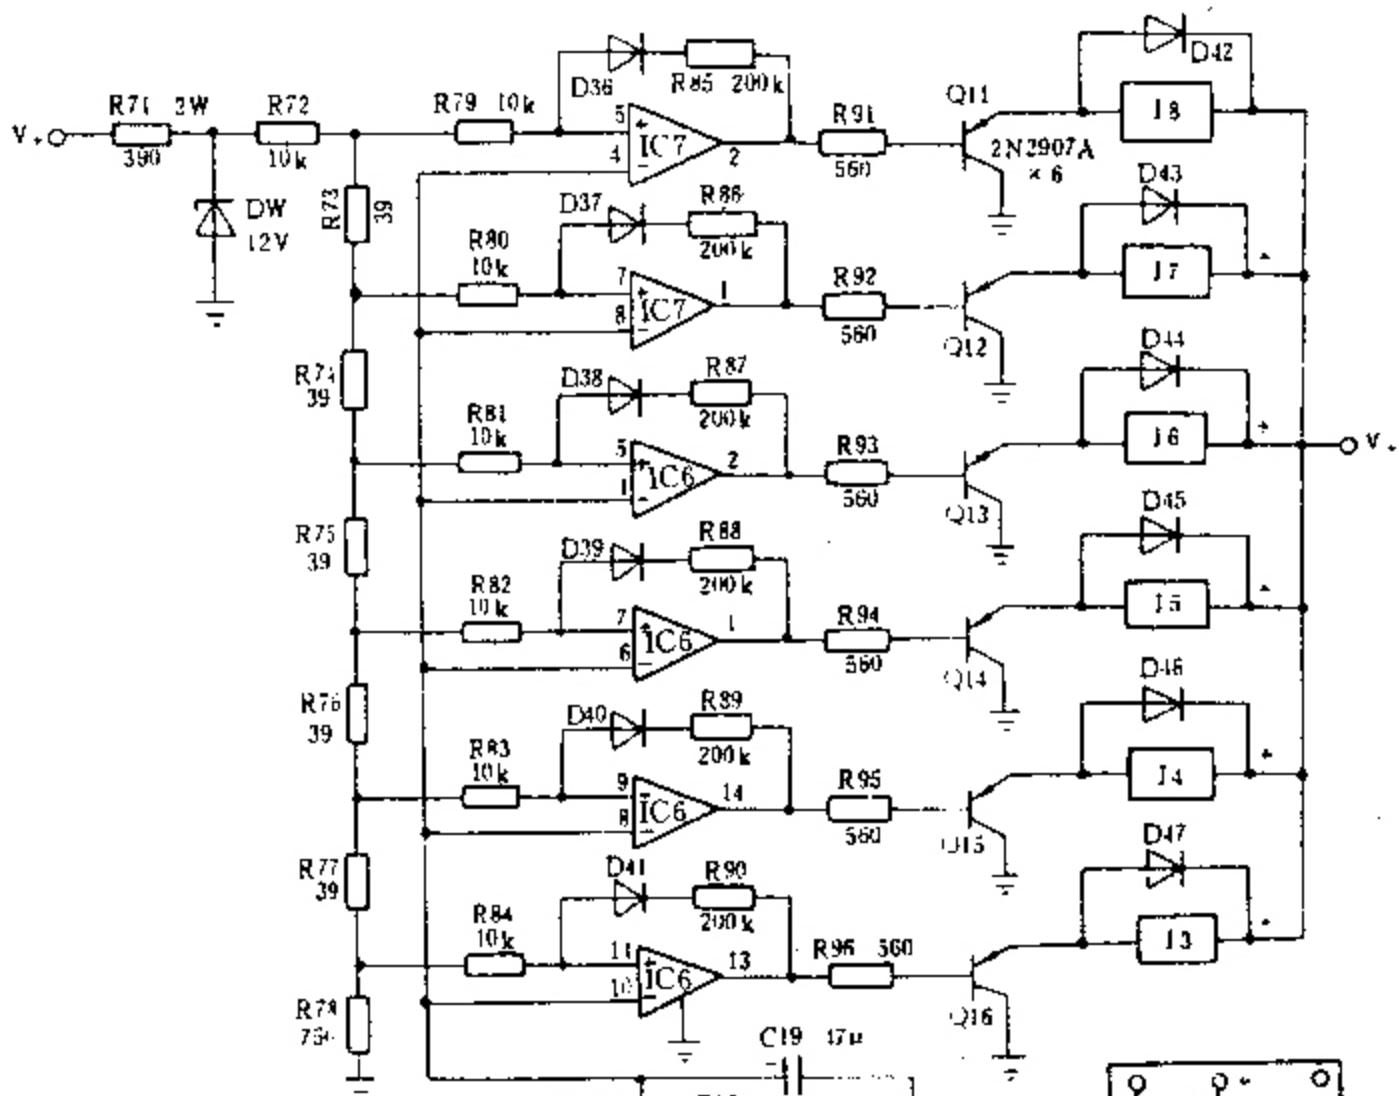 D42
D36
R85 200k
R71 2W
R72
R79 10k
Q11
J8
V+
390
10k
5
4
IC7
2
R91
560
2N2907A
×6
R73
39
DW
12V
D37
R86
200k
D43
R80
10k
7
8
IC7
1
R92
560
Q12
J7
R74
39
D38
R87
200k
D44
R81
10k
5
IC6
2
R93
560
Q13
J6
V+
R75
39
D39
R88
200k
D45
R82
10k
7
6
IC6
1
R94
560
Q14
J5
R76
39
D40
R89
200k
D46
R83
10k
9
8
IC6
14
R95
560
Q15
J4
R77
39
D41
R90
200k
D47
R84
10k
11
10
IC6
13
R96 560
Q16
J3
R78
C19 47μ